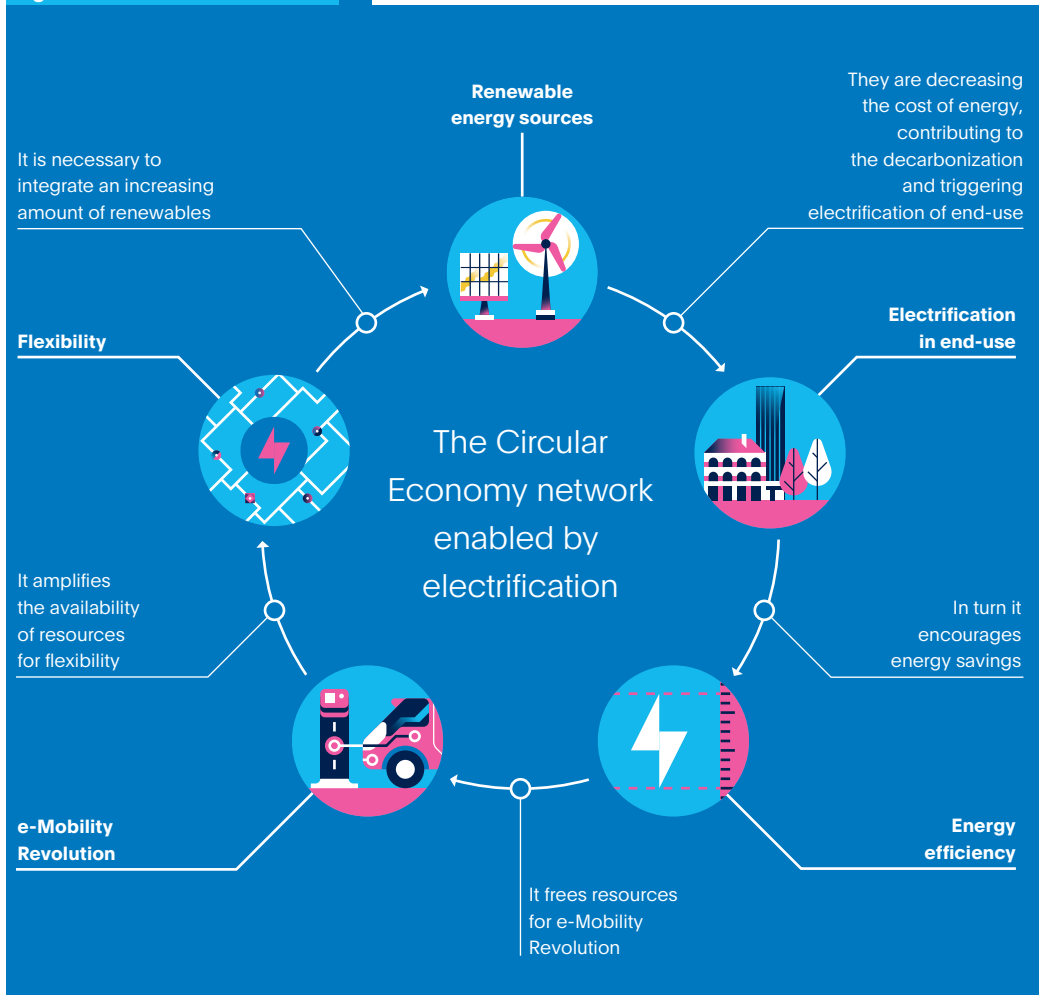 Renewable
energy sources
They are decreasing
the cost of energy,
contributing to
the decarbonization
and triggering
electrification of end-use
Electrification
in end-use
In turn it
encourages
energy savings
Energy
efficiency
It frees resources
for e-Mobility
Revolution
e-Mobility
Revolution
It amplifies
the availability
of resources
for flexibility
Flexibility
It is necessary to
integrate an increasing
amount of renewables
The Circular
Economy network
enabled by
electrification